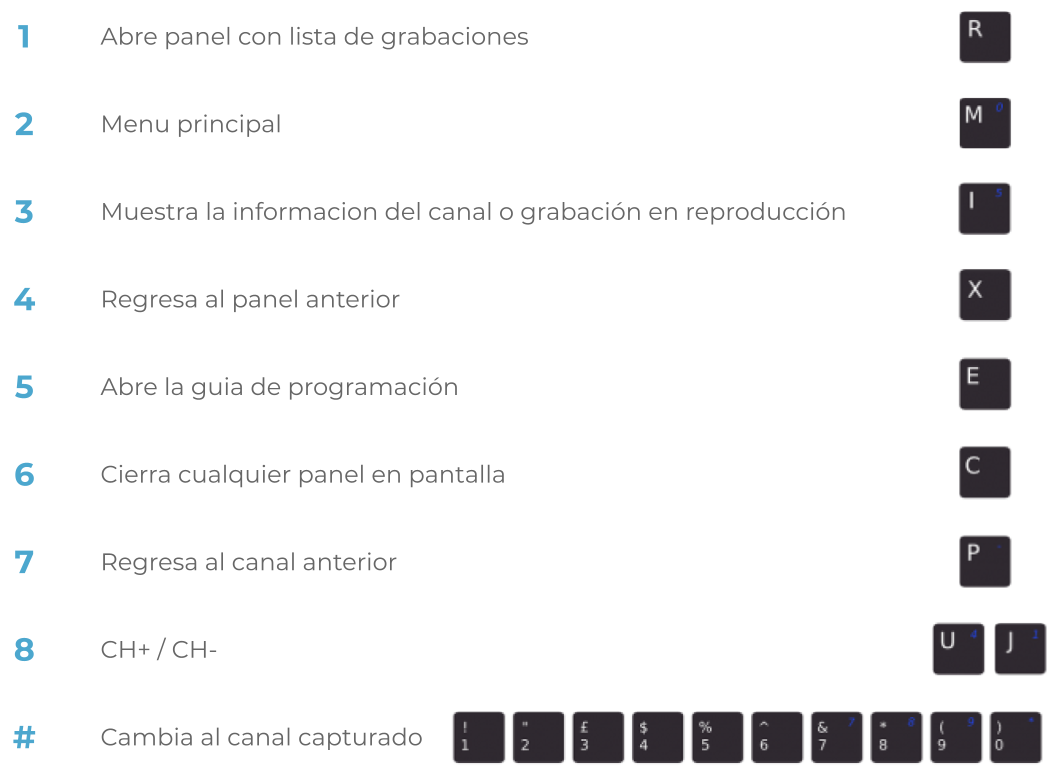 1 Abre panel con lista de grabaciones R
2 Menu principal M 0
3 Muestra la informacion del canal o grabación en reproducción I 5
4 Regresa al panel anterior X
5 Abre la guia de programación E
6 Cierra cualquier panel en pantalla C
7 Regresa al canal anterior P
8 CH+ / CH- U 4 J 1
# Cambia al canal capturado ! 1 " 2 £ 3 $ 4 % 5 ^ 6 & 7 7 * 8 8 ( 9 9 ) 0 *